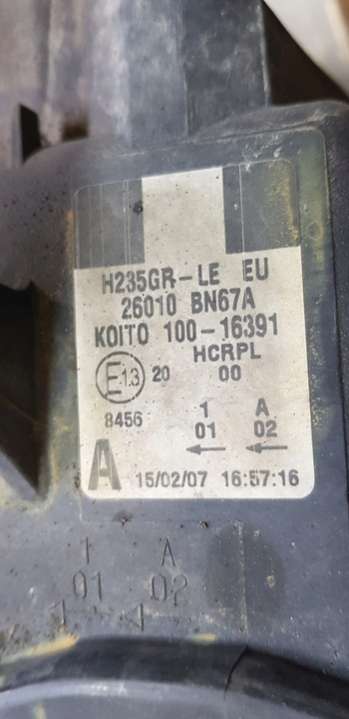 H235GR-LE EU
26010 BN67A
KOITO 100-16391
HCRPL
E13 20 00
8456 1 A
01 02
← ←
A 15/02/07 16:57:16
1 A
01 02